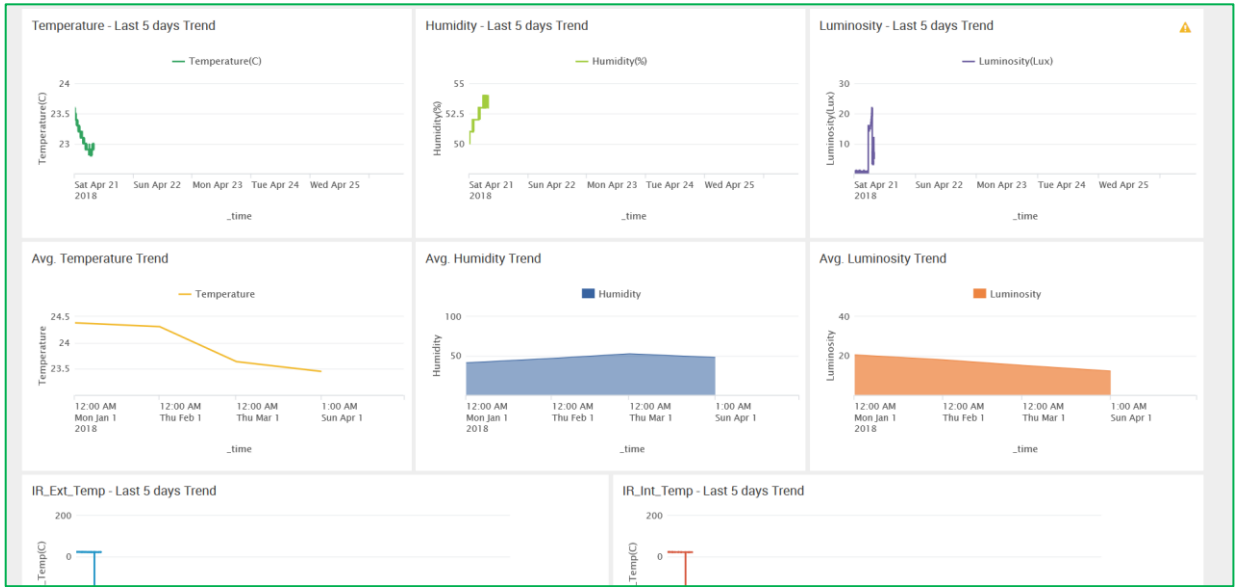 Temperature - Last 5 days Trend
Temperature(C)
24
23.5
23
Temperature(C)
Sat Apr 21
2018
Sun Apr 22
Mon Apr 23
Tue Apr 24
Wed Apr 25
_time
Humidity - Last 5 days Trend
Humidity(%)
55
52.5
50
Humidity(%)
Sat Apr 21
2018
Sun Apr 22
Mon Apr 23
Tue Apr 24
Wed Apr 25
_time
Luminosity - Last 5 days Trend
Luminosity(Lux)
30
20
10
Luminosity(Lux)
Sat Apr 21
2018
Sun Apr 22
Mon Apr 23
Tue Apr 24
Wed Apr 25
_time
Avg. Temperature Trend
Temperature
24.5
24
23.5
Temperature
12:00 AM
Mon Jan 1
2018
12:00 AM
Thu Feb 1
12:00 AM
Thu Mar 1
1:00 AM
Sun Apr 1
_time
Avg. Humidity Trend
Humidity
100
50
Humidity
12:00 AM
Mon Jan 1
2018
12:00 AM
Thu Feb 1
12:00 AM
Thu Mar 1
1:00 AM
Sun Apr 1
_time
Avg. Luminosity Trend
Luminosity
40
20
Luminosity
12:00 AM
Mon Jan 1
2018
12:00 AM
Thu Feb 1
12:00 AM
Thu Mar 1
1:00 AM
Sun Apr 1
_time
IR_Ext_Temp - Last 5 days Trend
200
0
_Temp(C)
IR_Int_Temp - Last 5 days Trend
200
0
_Temp(C)